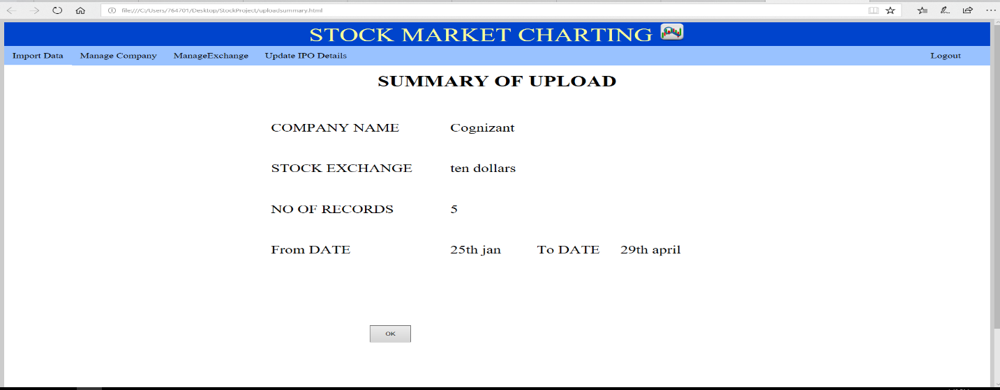 file:///C:/Users/764701/Desktop/StockProject/uploadsummary.html
STOCK MARKET CHARTING
Import Data Manage Company ManageExchange Update IPO Details Logout
SUMMARY OF UPLOAD
COMPANY NAME Cognizant
STOCK EXCHANGE ten dollars
NO OF RECORDS 5
From DATE 25th jan To DATE 29th april
OK